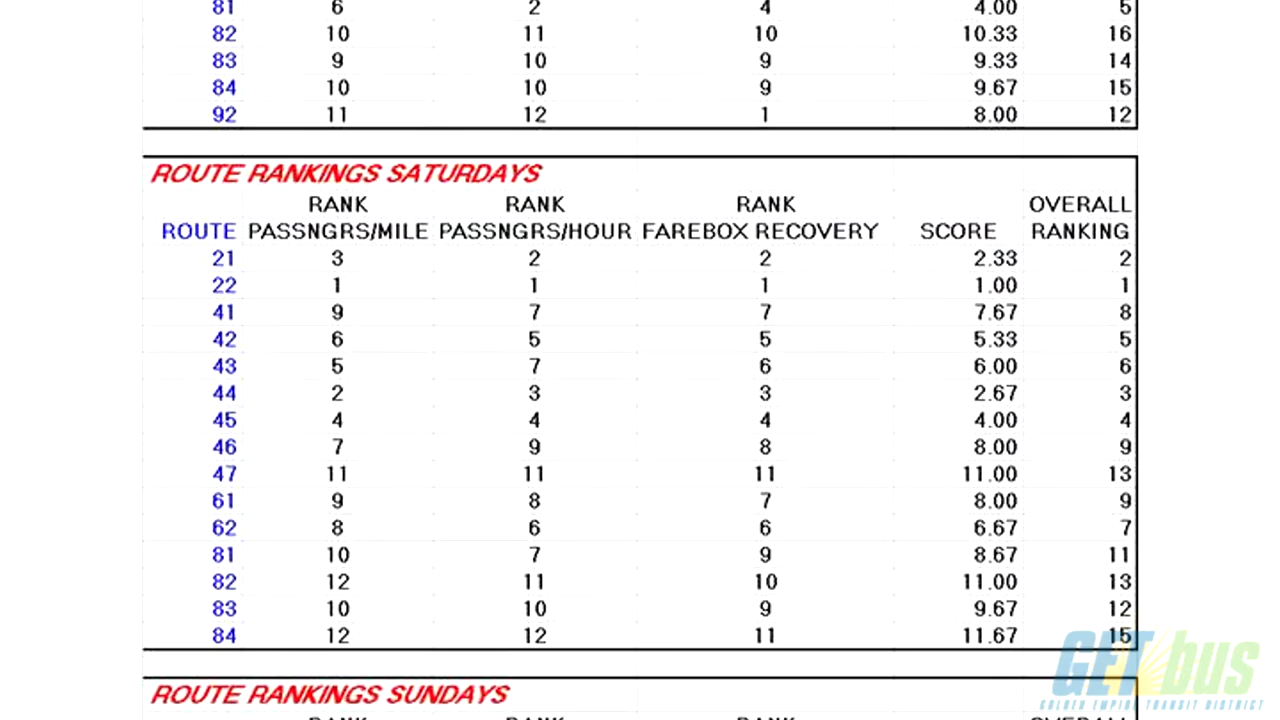 81 6 2 4 4.00 5
82 10 11 10 10.33 16
83 9 10 9 9.33 14
84 10 10 9 9.67 15
92 11 12 1 8.00 12
ROUTE RANKINGS SATURDAYS
RANK RANK RANK OVERALL
ROUTE PASSNGRS/MILE PASSNGRS/HOUR FAREBOX RECOVERY SCORE RANKING
21 3 2 2 2.33 2
22 1 1 1 1.00 1
41 9 7 7 7.67 8
42 6 5 5 5.33 5
43 5 7 6 6.00 6
44 2 3 3 2.67 3
45 4 4 4 4.00 4
46 7 9 8 8.00 9
47 11 11 11 11.00 13
61 9 8 7 8.00 9
62 8 6 6 6.67 7
81 10 7 9 8.67 11
82 12 11 10 11.00 13
83 10 10 9 9.67 12
84 12 12 11 11.67 15
GET bus
GOLDEN EMPIRE TRANSIT DISTRICT
ROUTE RANKINGS SUNDAYS
RANK RANK RANK OVERALL